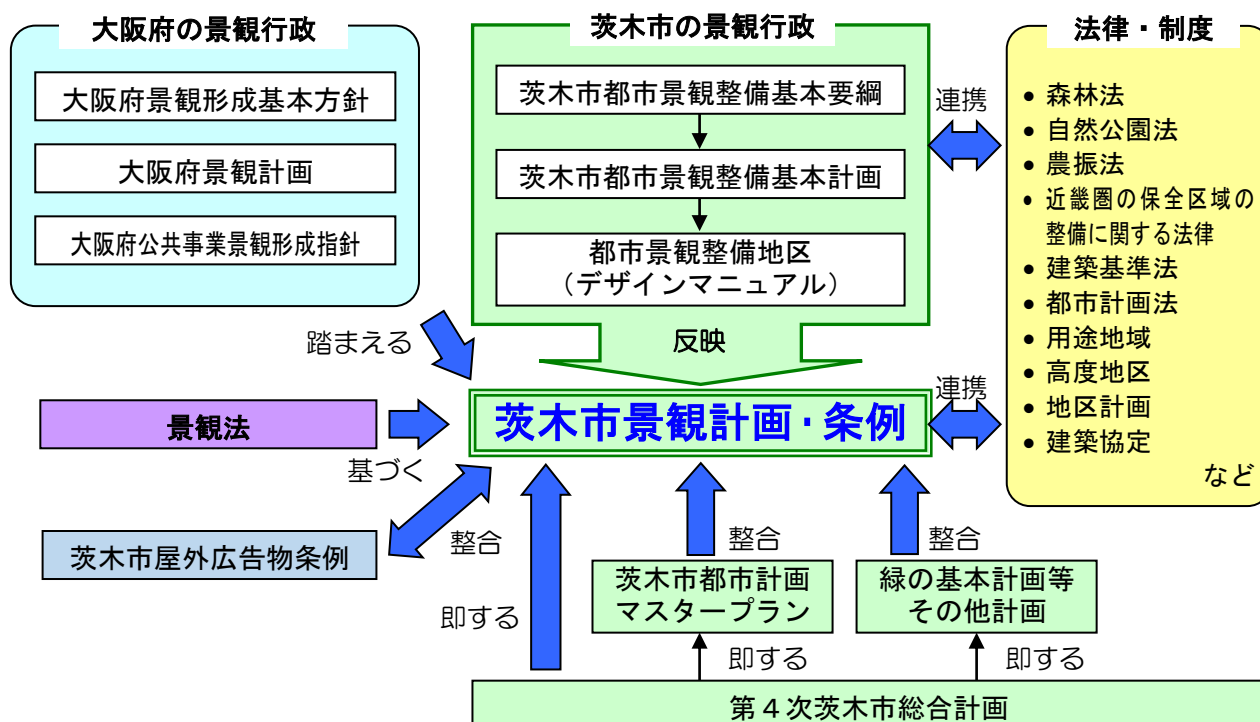 大阪府の景観行政
大阪府景観形成基本方針
大阪府景観計画
大阪府公共事業景観形成指針
茨木市の景観行政
茨木市都市景観整備基本要綱
茨木市都市景観整備基本計画
都市景観整備地区
（デザインマニュアル）
反映
連携
法律・制度
• 森林法
• 自然公園法
• 農振法
• 近畿圏の保全区域の
整備に関する法律
• 建築基準法
• 都市計画法
• 用途地域
• 高度地区
• 地区計画
• 建築協定
など
踏まえる
景観法
基づく
茨木市景観計画・条例
連携
茨木市屋外広告物条例
整合
即する
整合
茨木市都市計画
マスタープラン
即する
整合
緑の基本計画等
その他計画
即する
第４次茨木市総合計画